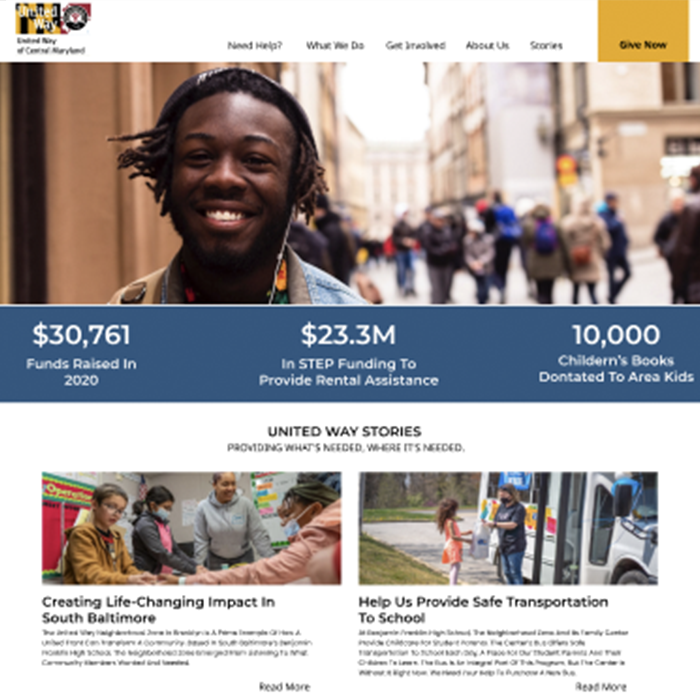 United
Way
United Way
of Central Maryland
Need Help?
What We Do
Get Involved
About Us
Stories
Give Now
$30,761
Funds Raised In
2020
$23.3M
In STEP Funding To
Provide Rental Assistance
10,000
Childern's Books
Dontated To Area Kids
UNITED WAY STORIES
PROVIDING WHAT'S NEEDED, WHERE IT'S NEEDED.
Creating Life-Changing Impact In
South Baltimore
The United Way Neighborhood Zone In Brooklyn Is A Prime Example Of How A
United Front Can Transform A Community. Based In South Baltimore's Benjamin
Franklin High School, The Neighborhood Zone Emerged From Listening To What
Community Members Wanted And Needed.
Read More
Help Us Provide Safe Transportation
To School
At Benjamin Franklin High School, The Neighborhood Zone And Its Family Center
Provide Childcare For Student Parents. The Center's Bus Offers Safe
Transportation To School Each Day, A Place For Our Student Parents And Their
Children To Learn. The Bus Is An Integral Part Of This Program, But The Center Is
Without It Right Now. We Need Your Help To Purchase A New Bus.
Read More